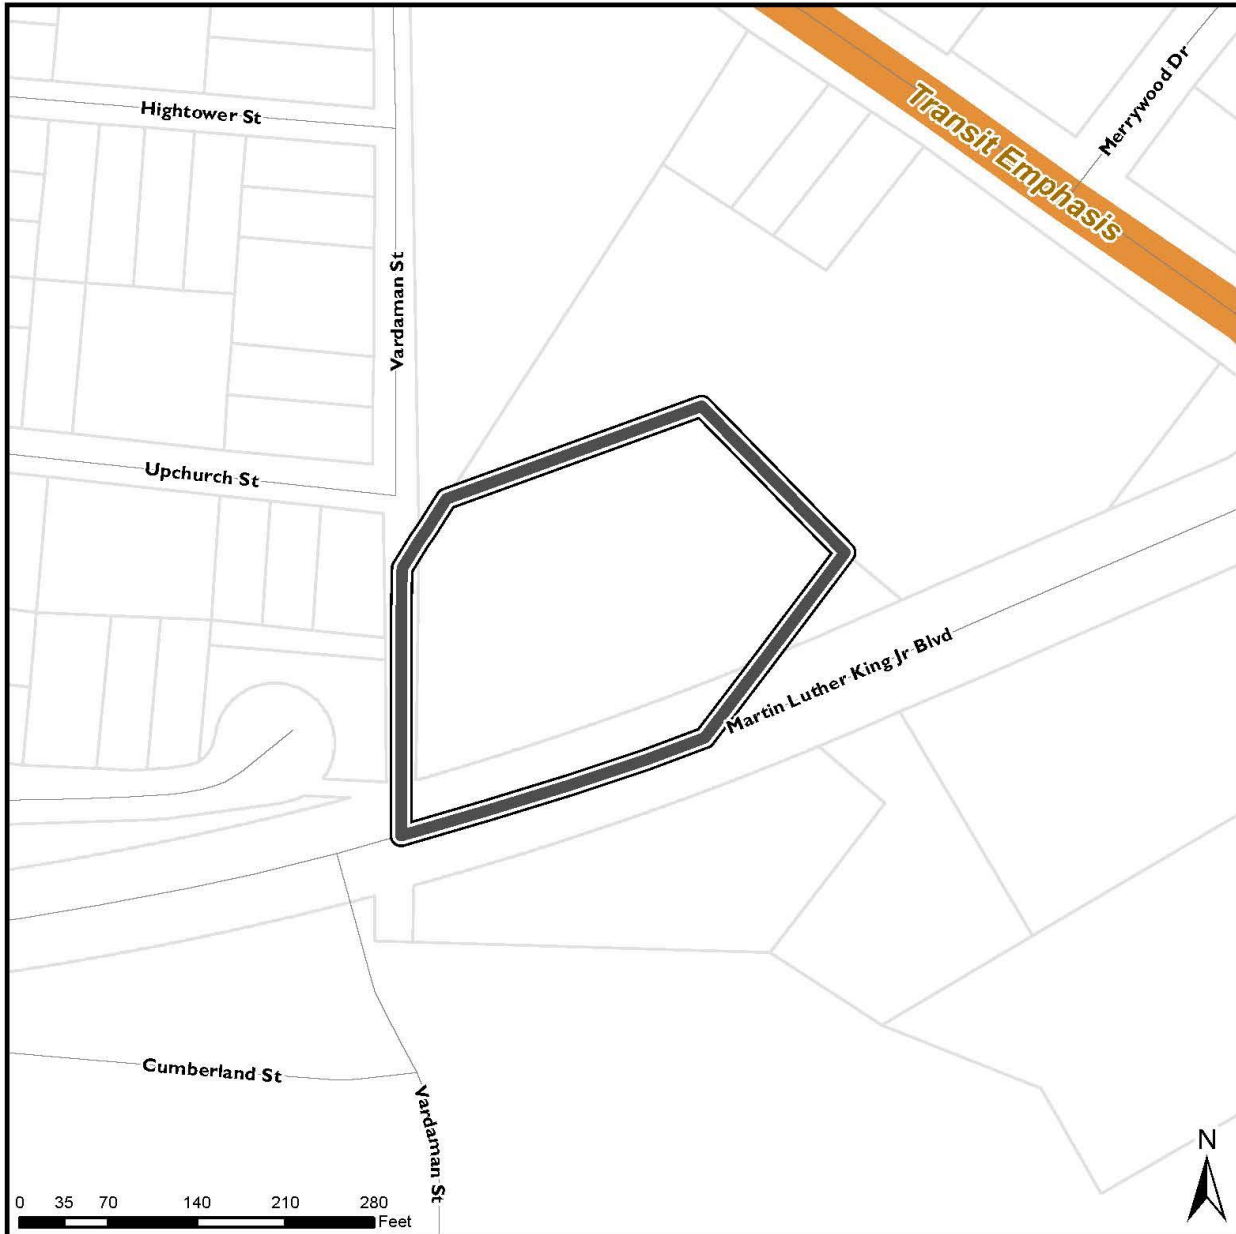 Hightower St
Transit Emphasis
Merrywood Dr
Vardaman St
Upchurch St
Martin Luther King Jr Blvd
Cumberland St
Vardaman St
N
0 35 70 140 210 280
Feet